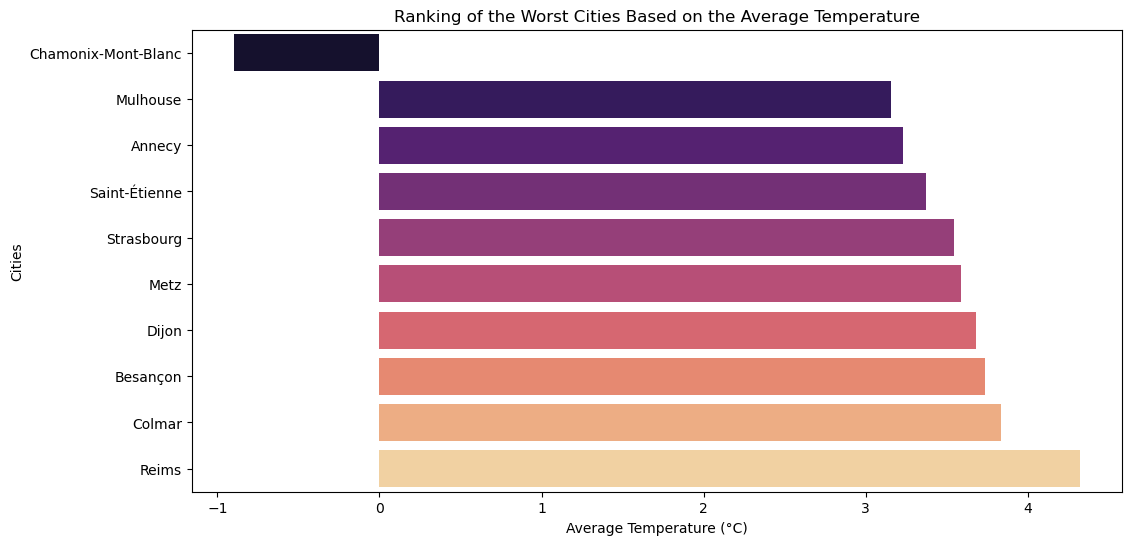 Ranking of the Worst Cities Based on the Average Temperature
Cities
Chamonix-Mont-Blanc
Mulhouse
Annecy
Saint-Étienne
Strasbourg
Metz
Dijon
Besançon
Colmar
Reims
−1 0 1 2 3 4
Average Temperature (°C)